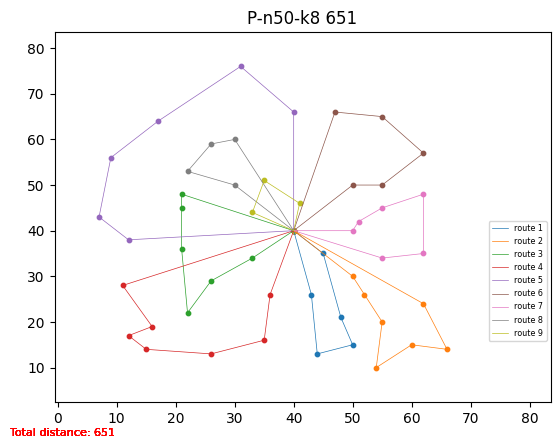 P-n50-k8 651
80
70
60
50
40
30
20
10
0 10 20 30 40 50 60 70 80
route 1
route 2
route 3
route 4
route 5
route 6
route 7
route 8
route 9
Total distance: 651